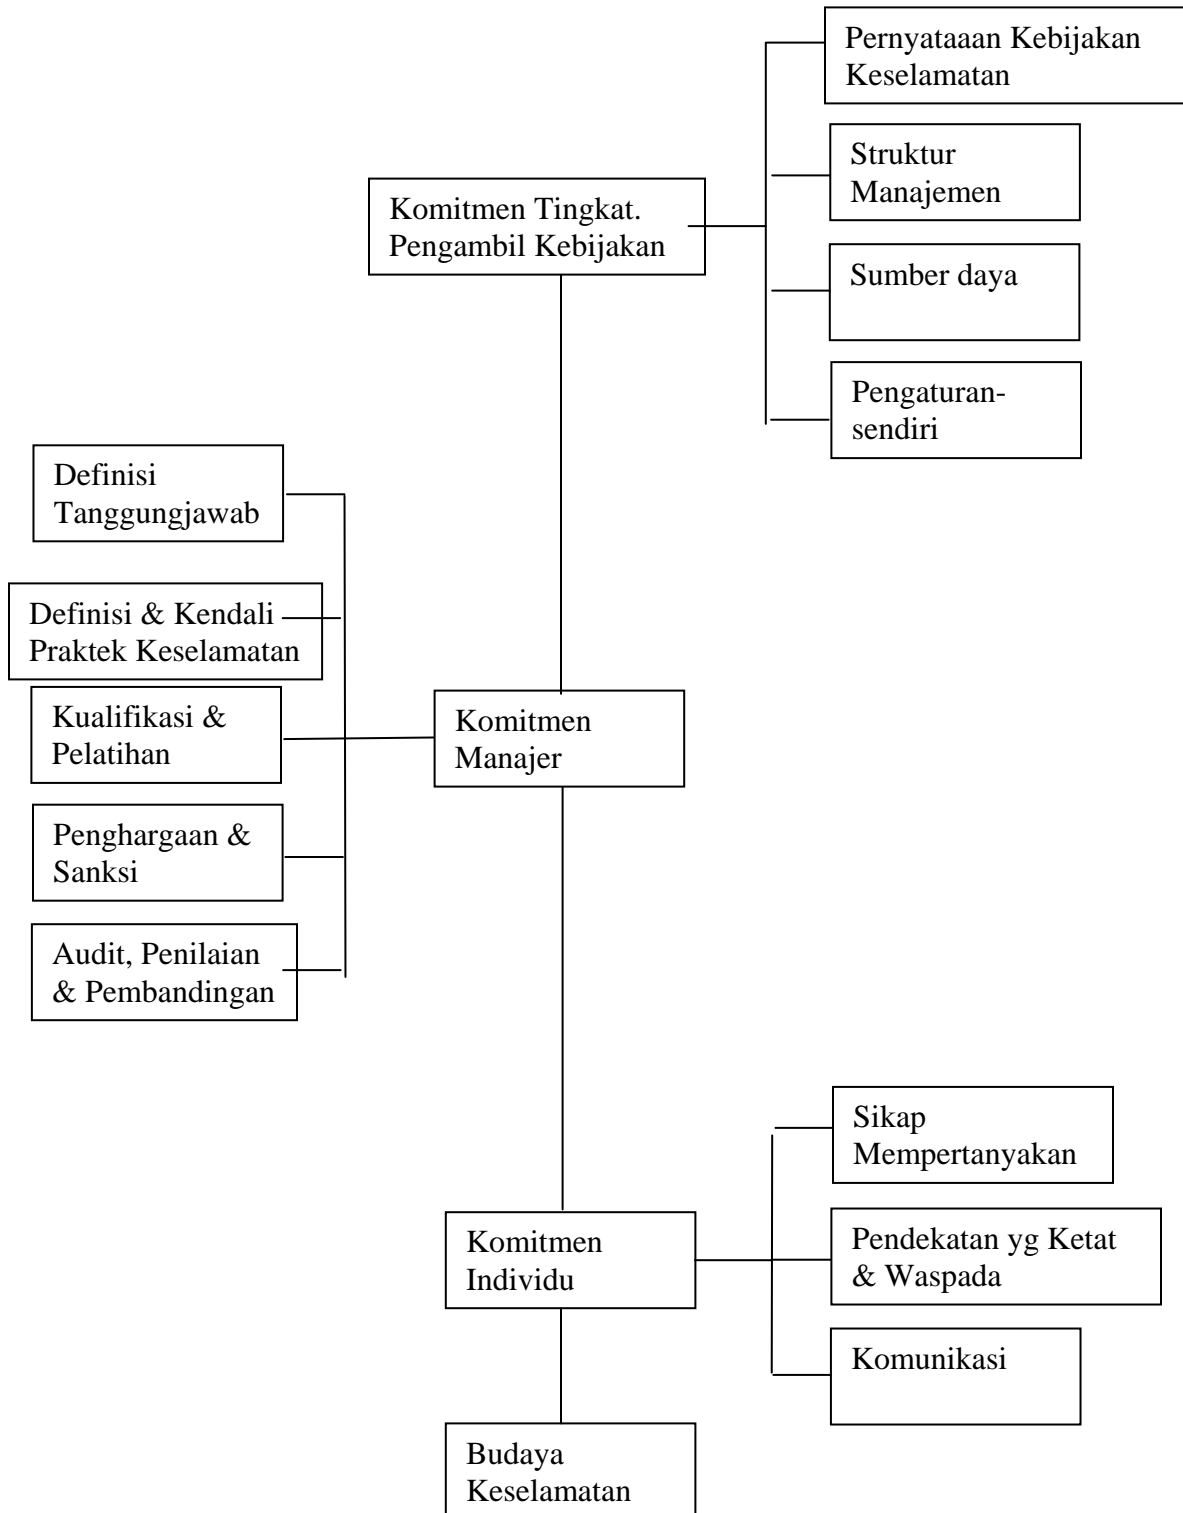 Pernyataaan Kebijakan
Keselamatan
Struktur
Manajemen
Komitmen Tingkat.
Pengambil Kebijakan
Sumber daya
Pengaturan-
sendiri
Definisi
Tanggungjawab
Definisi & Kendali
Praktek Keselamatan
Kualifikasi &
Pelatihan
Komitmen
Manajer
Penghargaan &
Sanksi
Audit, Penilaian
& Pembandingan
Sikap
Mempertanyakan
Komitmen
Individu
Pendekatan yg Ketat
& Waspada
Komunikasi
Budaya
Keselamatan